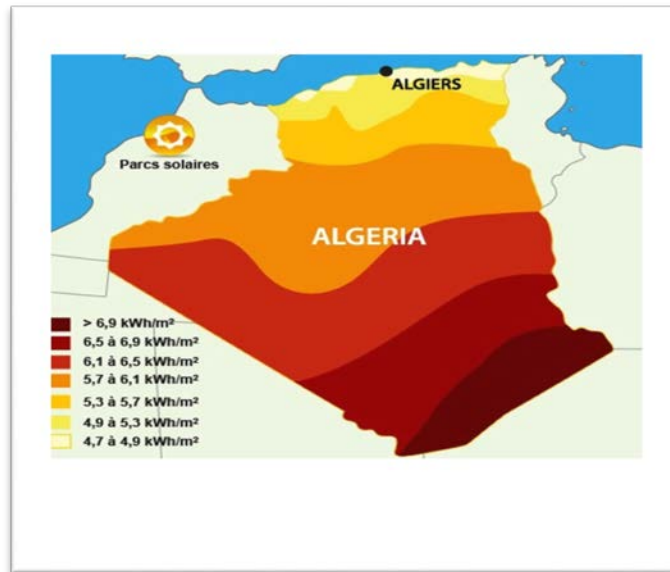 ALGIERS
Parcs solaires
ALGERIA
> 6,9 kWh/m²
6,5 à 6,9 kWh/m²
6,1 à 6,5 kWh/m²
5,7 à 6,1 kWh/m²
5,3 à 5,7 kWh/m²
4,9 à 5,3 kWh/m²
4,7 à 4,9 kWh/m²